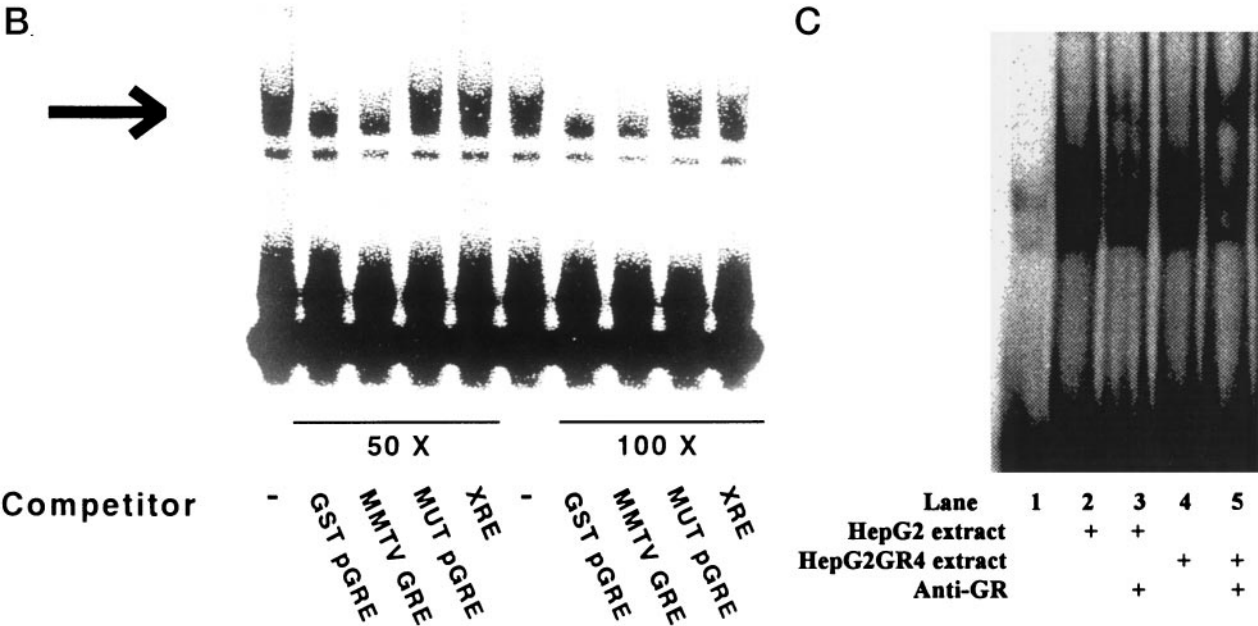 B.
C
50 X
100 X
Competitor - GST pGRE MMTV GRE MUT pGRE XRE - GST pGRE MMTV GRE MUT pGRE XRE
Lane 1 2 3 4 5
HepG2 extract + +
HepG2GR4 extract + +
Anti-GR + +